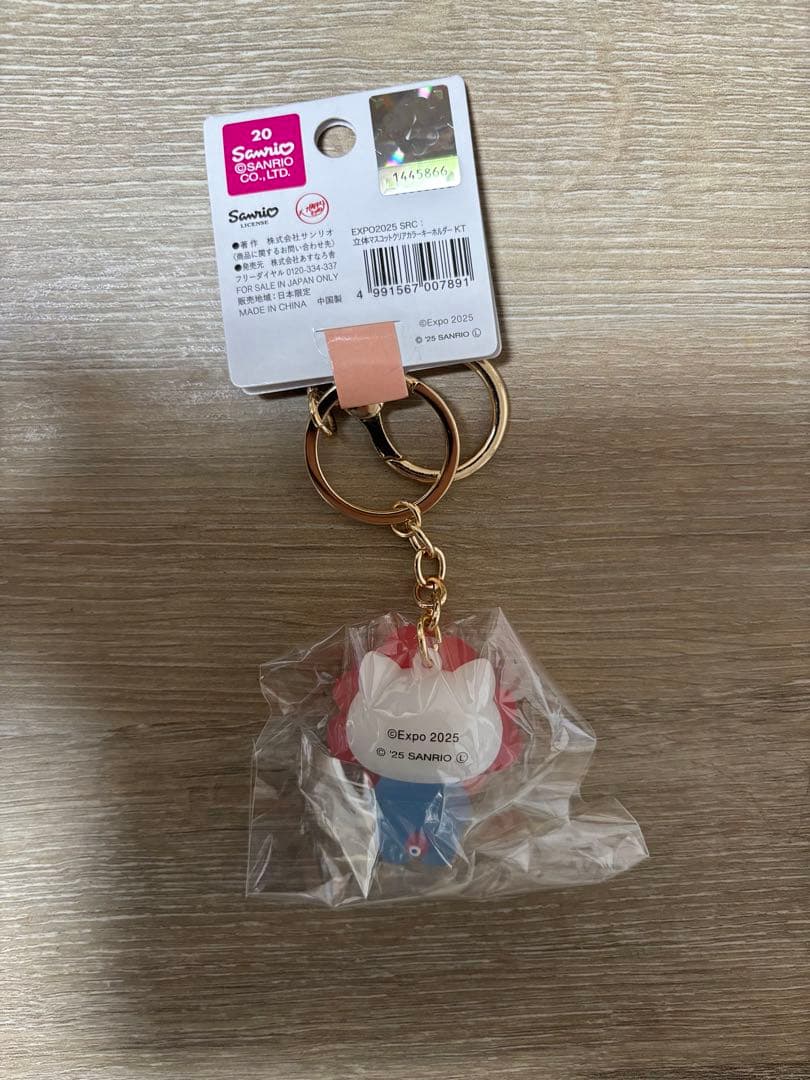 20
Sanrio
©SANRIO
CO., LTD.
1445866
Sanrio
LICENSE
●著作 株式会社サンリオ
(商品に関するお問い合わせ先)
●発売元 株式会社あすなろ舎
フリーダイヤル 0120-334-337
FOR SALE IN JAPAN ONLY
販売地域:日本限定
MADE IN CHINA 中国製
EXPO2025 SRC:
立体マスコットクリアカラーキーホルダー KT
4 991567 007891
©Expo 2025
© '25 SANRIO Ⓛ
©Expo 2025
© '25 SANRIO Ⓛ